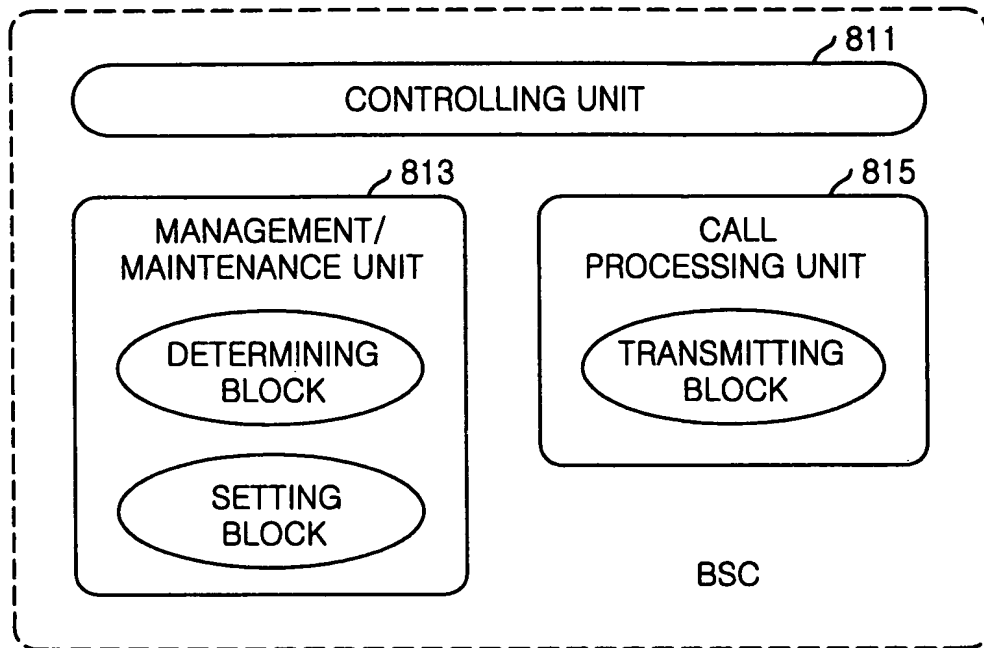 811
CONTROLLING UNIT
813
MANAGEMENT/
MAINTENANCE UNIT
DETERMINING
BLOCK
SETTING
BLOCK
815
CALL
PROCESSING UNIT
TRANSMITTING
BLOCK
BSC